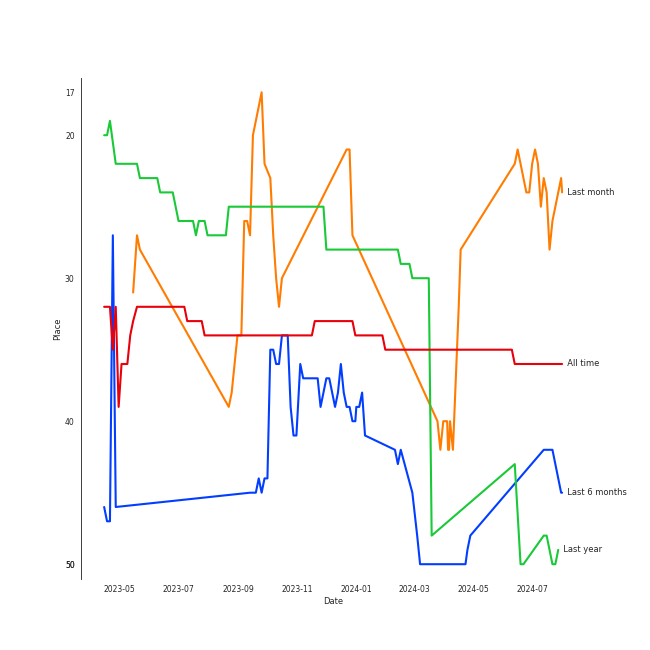 17
20
30
40
50
Place
Last month
All time
Last 6 months
Last year
2023-05 2023-07 2023-09 2023-11 2024-01 2024-03 2024-05 2024-07
Date